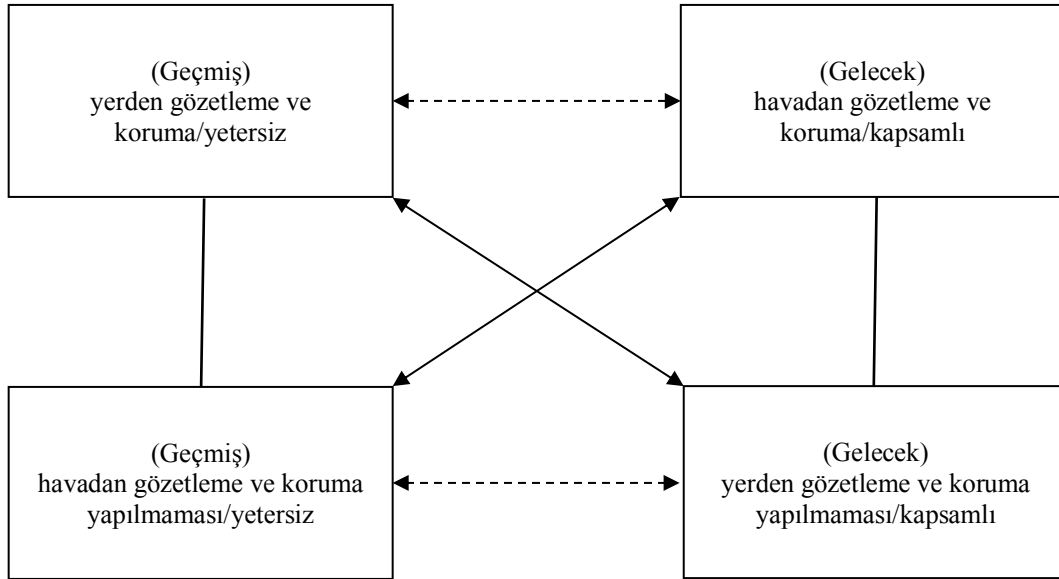 (Geçmiş)
yerden gözetleme ve
koruma/yetersiz
(Gelecek)
havadan gözetleme ve
koruma/kapsamlı
(Geçmiş)
havadan gözetleme ve koruma
yapılmaması/yetersiz
(Gelecek)
yerden gözetleme ve koruma
yapılmaması/kapsamlı